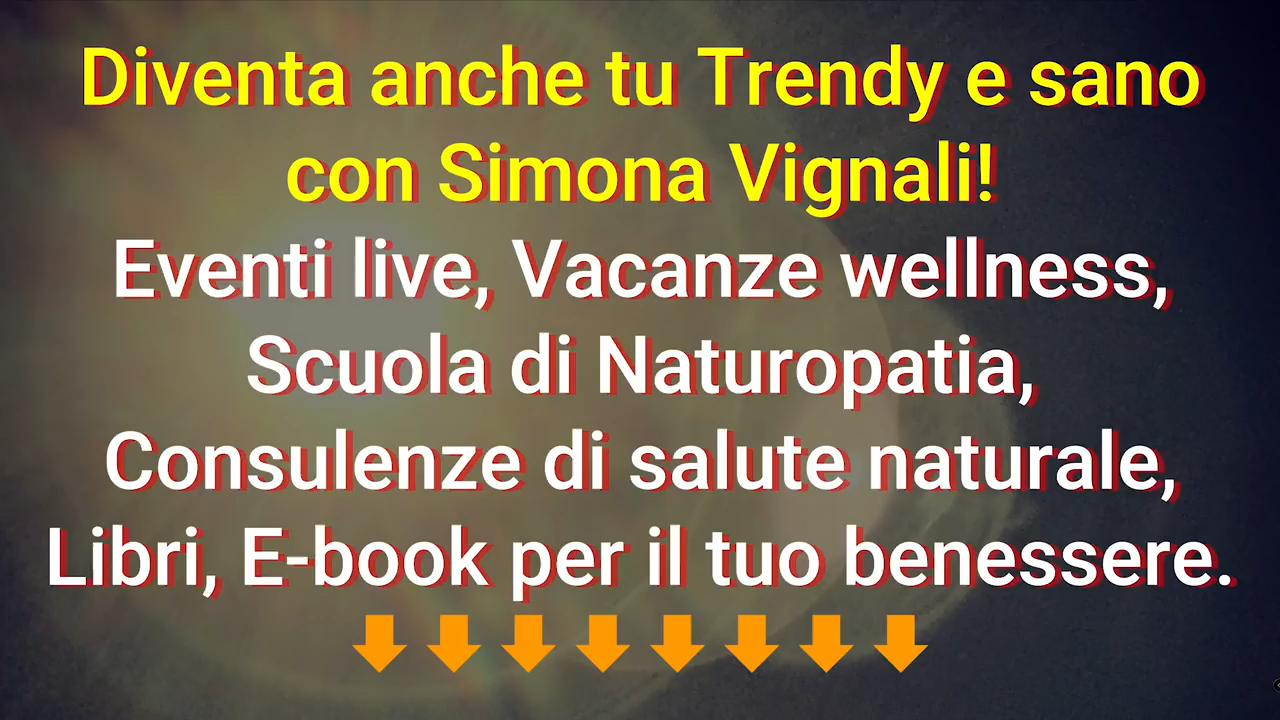 Diventa anche tu Trendy e sano
con Simona Vignali!
Eventi live, Vacanze wellness,
Scuola di Naturopatia,
Consulenze di salute naturale,
Libri, E-book per il tuo benessere.